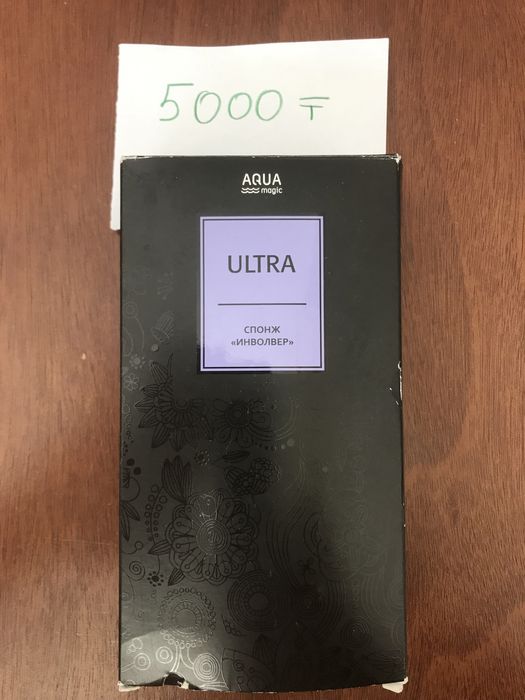 5000 ₸
AQUA
magic
ULTRA
СПОНЖ
«ИНВОЛВЕР»